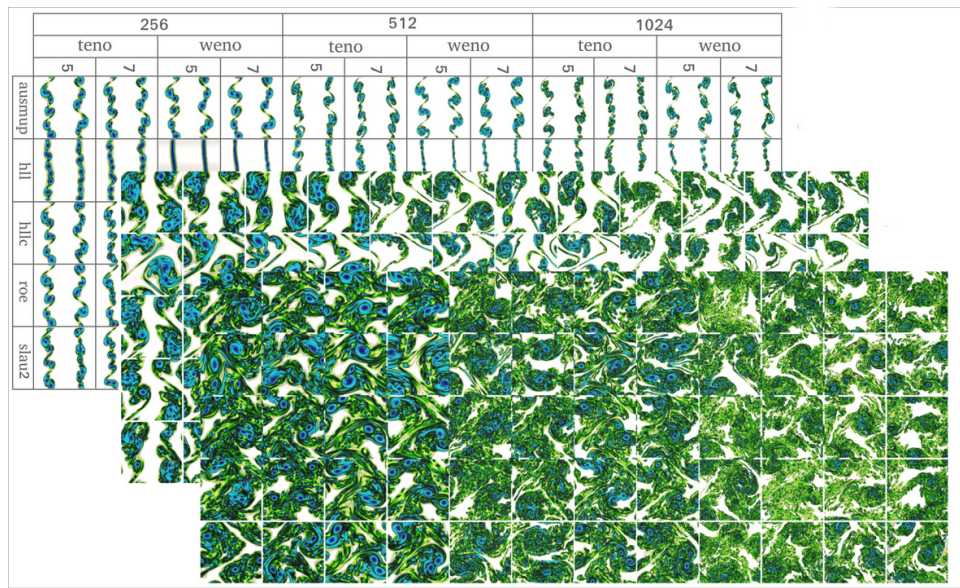 256 512 1024
teno weno teno weno teno weno
5 7 5 7 5 7 5 7 5 7 5 7
ausmup
hll
hllc
roe
slau2